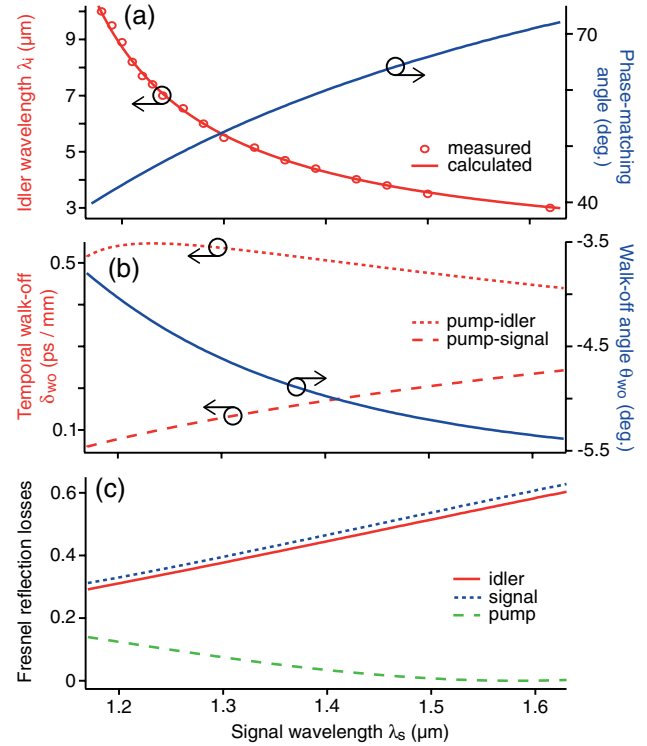 (a)
10
9
7
5
3
Idler wavelength λi (µm)
measured
calculated
70
40
Phase-matching
angle
(deg.)
(b)
0.5
0.1
Temporal walk-off
δwo (ps / mm)
pump-idler
pump-signal
-3.5
-4.5
-5.5
Walk-off angle θwo (deg.)
(c)
0.6
0.4
0.2
0
Fresnel reflection losses
idler
signal
pump
1.2
1.3
1.4
1.5
1.6
Signal wavelength λs (µm)